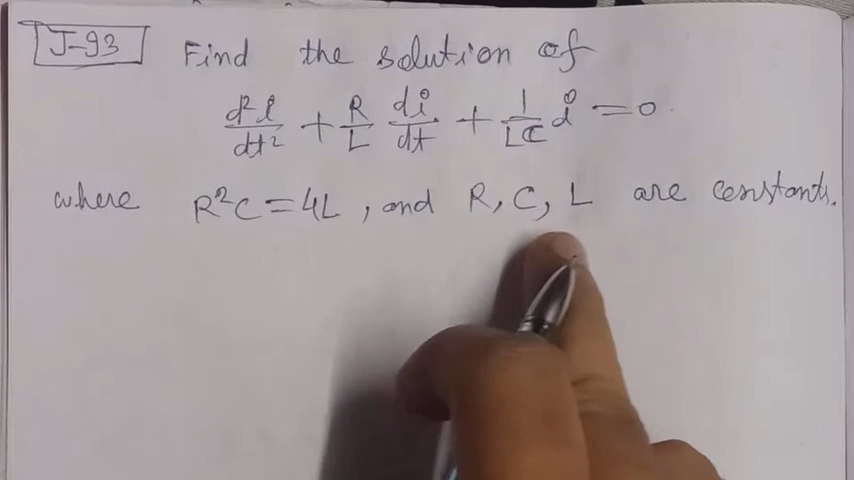 J-93 Find the solution of
d²i/dt² + R/L di/dt + 1/LC i = 0.
where R²C = 4L, and R, C, L are constants.